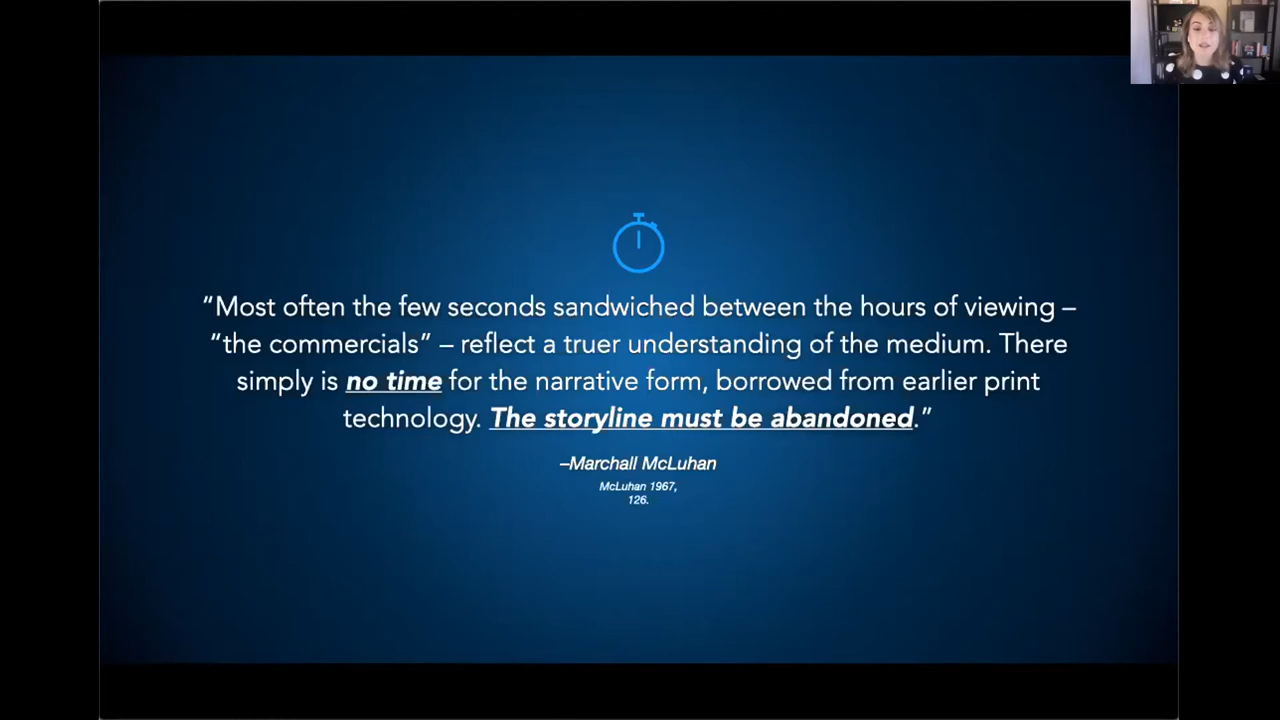 “Most often the few seconds sandwiched between the hours of viewing –
“the commercials” – reflect a truer understanding of the medium. There
simply is no time for the narrative form, borrowed from earlier print
technology. The storyline must be abandoned.”
–Marchall McLuhan
McLuhan 1967,
126.